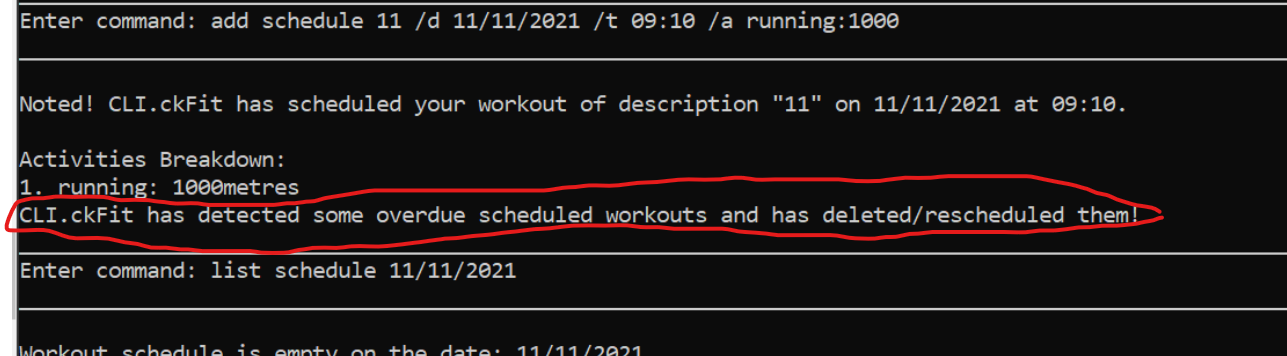 Enter command: add schedule 11 /d 11/11/2021 /t 09:10 /a running:1000
Noted! CLI.ckFit has scheduled your workout of description "11" on 11/11/2021 at 09:10.
Activities Breakdown:
1. running: 1000metres
CLI.ckFit has detected some overdue scheduled workouts and has deleted/rescheduled them!
Enter command: list schedule 11/11/2021
Workout schedule is empty on the date: 11/11/2021